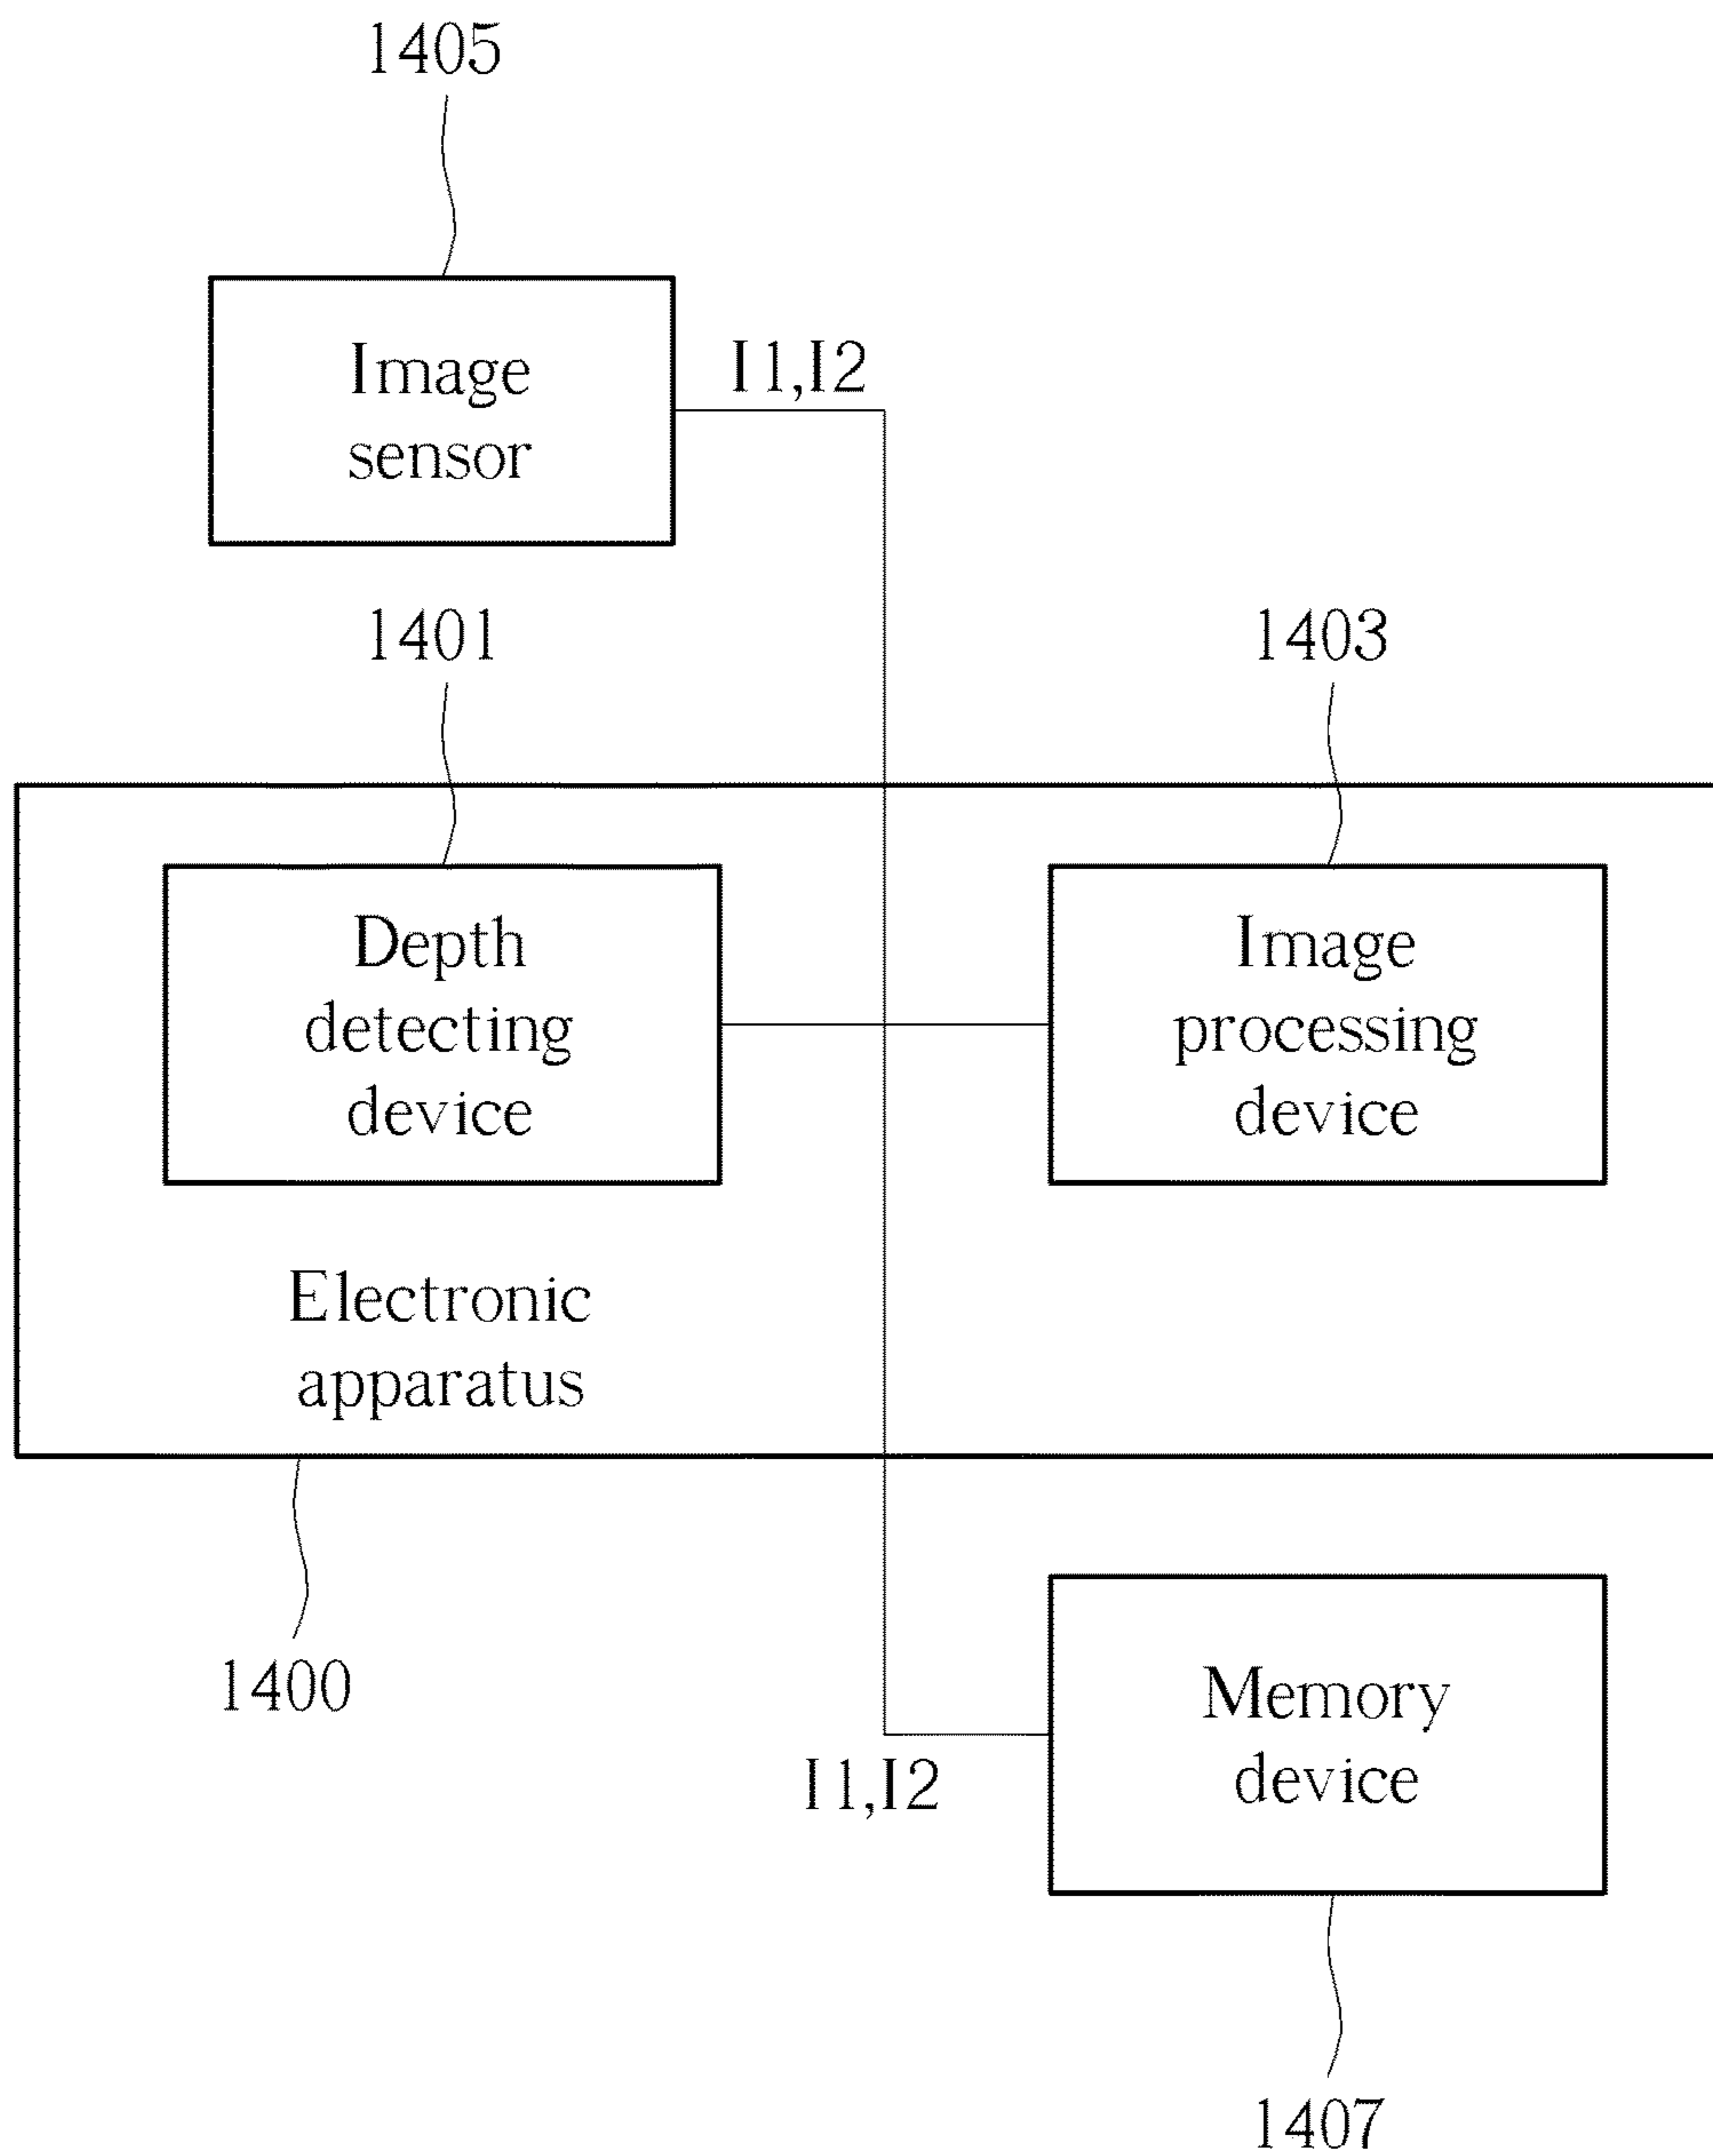 1405
Image
sensor
I1,I2
1401
1403
Depth
detecting
device
Image
processing
device
Electronic
apparatus
1400
Memory
device
I1,I2
1407